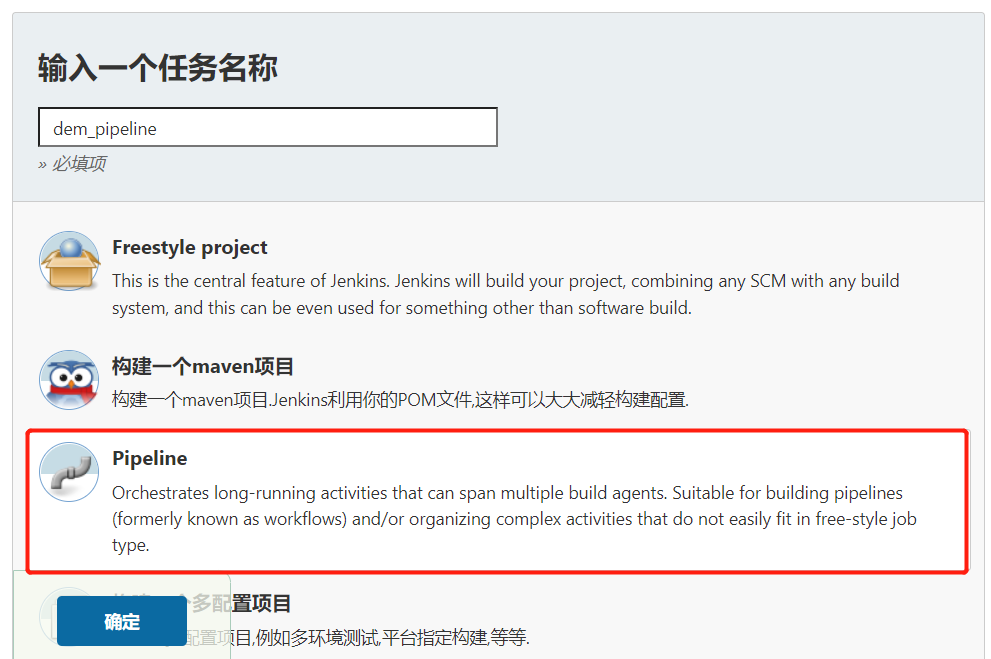 输入一个任务名称
dem_pipeline
» 必填项
Freestyle project
This is the central feature of Jenkins. Jenkins will build your project, combining any SCM with any build
system, and this can be even used for something other than software build.
构建一个maven项目
构建一个maven项目.Jenkins利用你的POM文件,这样可以大大减轻构建配置.
Pipeline
Orchestrates long-running activities that can span multiple build agents. Suitable for building pipelines
(formerly known as workflows) and/or organizing complex activities that do not easily fit in free-style job
type.
构建一个多配置项目
确定
配置项目,例如多环境测试,平台指定构建,等等.